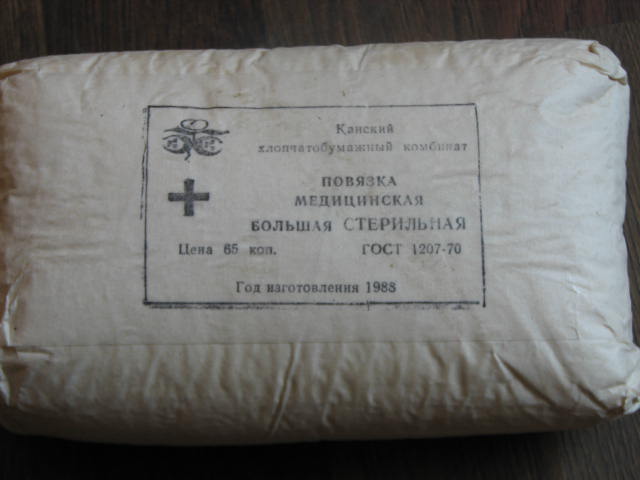 Канский
хлопчатобумажный комбинат
ПОВЯЗКА
МЕДИЦИНСКАЯ
БОЛЬШАЯ СТЕРИЛЬНАЯ
Цена 65 коп. ГОСТ 1207-70
Год изготовления 1988